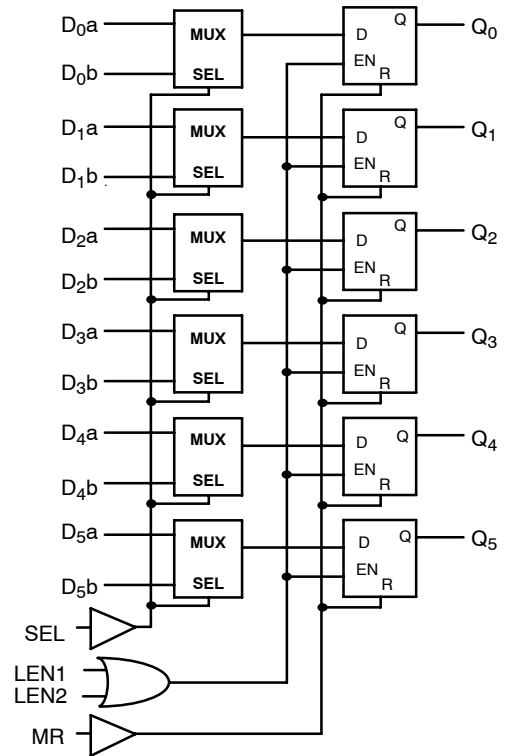 D0a MUX D Q Q0
D0b SEL EN R
D1a MUX D Q Q1
D1b SEL EN R
D2a MUX D Q Q2
D2b SEL EN R
D3a MUX D Q Q3
D3b SEL EN R
D4a MUX D Q Q4
D4b SEL EN R
D5a MUX D Q Q5
D5b SEL EN R
SEL
LEN1
LEN2
MR